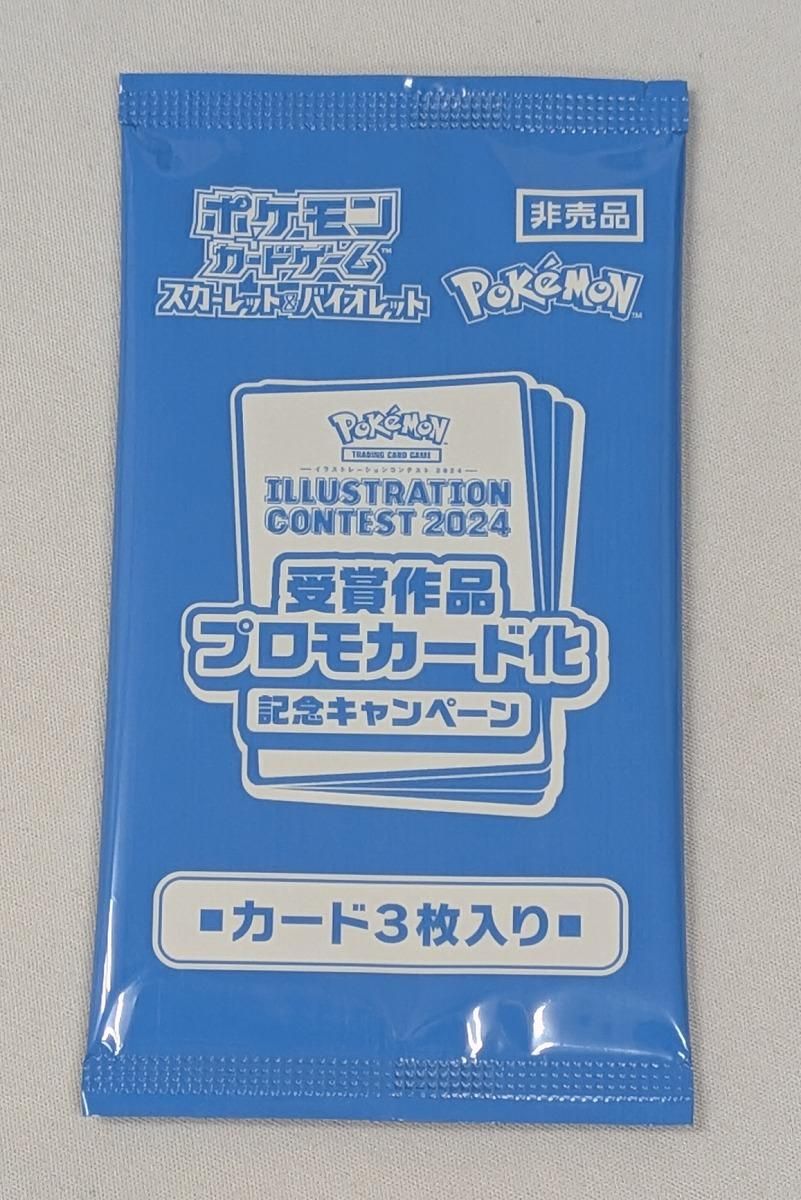 ポケモン
カードゲーム™
スカーレット&バイオレット
非売品
POKéMON™
POKéMON
TRADING CARD GAME
イラストレーションコンテスト 2024
ILLUSTRATION
CONTEST 2024
受賞作品
プロモカード化
記念キャンペーン
■カード3枚入り■